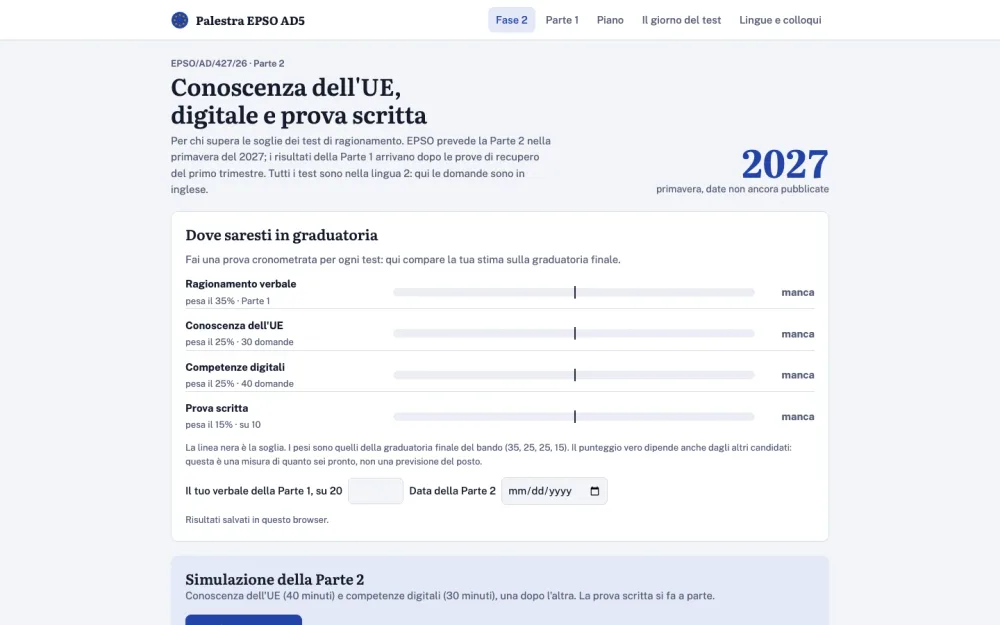 Palestra EPSO AD5
Fase 2
Parte 1
Piano
Il giorno del test
Lingue e colloqui
EPSO/AD/427/26 · Parte 2
Conoscenza dell'UE,
digitale e prova scritta
Per chi supera le soglie dei test di ragionamento. EPSO prevede la Parte 2 nella
primavera del 2027; i risultati della Parte 1 arrivano dopo le prove di recupero
del primo trimestre. Tutti i test sono nella lingua 2: qui le domande sono in
inglese.
2027
primavera, date non ancora pubblicate
Dove saresti in graduatoria
Fai una prova cronometrata per ogni test: qui compare la tua stima sulla graduatoria finale.
Ragionamento verbale
pesa il 35% · Parte 1
manca
Conoscenza dell'UE
pesa il 25% · 30 domande
manca
Competenze digitali
pesa il 25% · 40 domande
manca
Prova scritta
pesa il 15% · su 10
manca
La linea nera è la soglia. I pesi sono quelli della graduatoria finale del bando (35, 25, 25, 15). Il punteggio vero dipende anche dagli altri candidati:
questa è una misura di quanto sei pronto, non una previsione del posto.
Il tuo verbale della Parte 1, su 20
Data della Parte 2
mm/dd/yyyy
Risultati salvati in questo browser.
Simulazione della Parte 2
Conoscenza dell'UE (40 minuti) e competenze digitali (30 minuti), una dopo l'altra. La prova scritta si fa a parte.